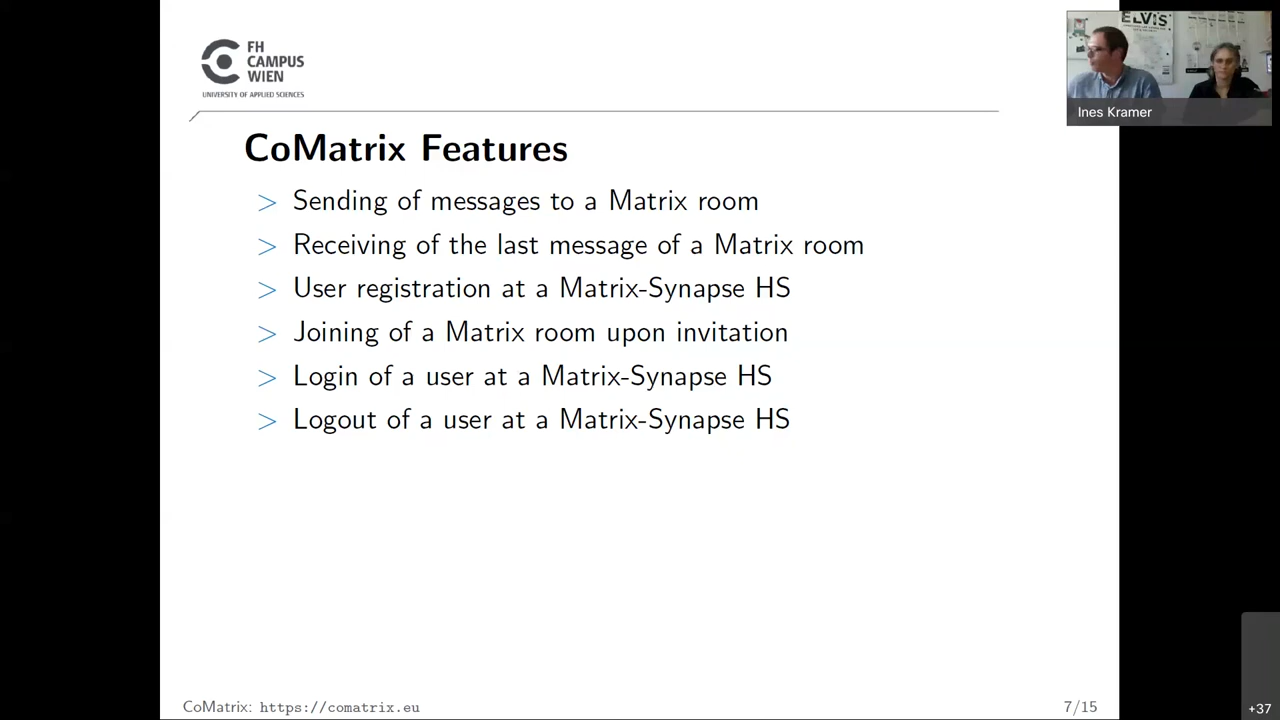 FH
CAMPUS
WIEN
UNIVERSITY OF APPLIED SCIENCES
ELVIS
Ines Kramer
CoMatrix Features
> Sending of messages to a Matrix room
> Receiving of the last message of a Matrix room
> User registration at a Matrix-Synapse HS
> Joining of a Matrix room upon invitation
> Login of a user at a Matrix-Synapse HS
> Logout of a user at a Matrix-Synapse HS
CoMatrix: https://comatrix.eu
7/15
+37